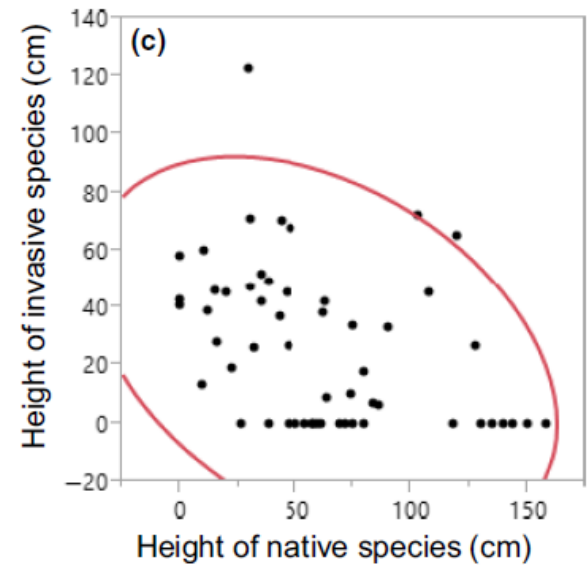 (c)
Height of invasive species (cm)
140
120
100
80
60
40
20
0
−20
0 50 100 150
Height of native species (cm)